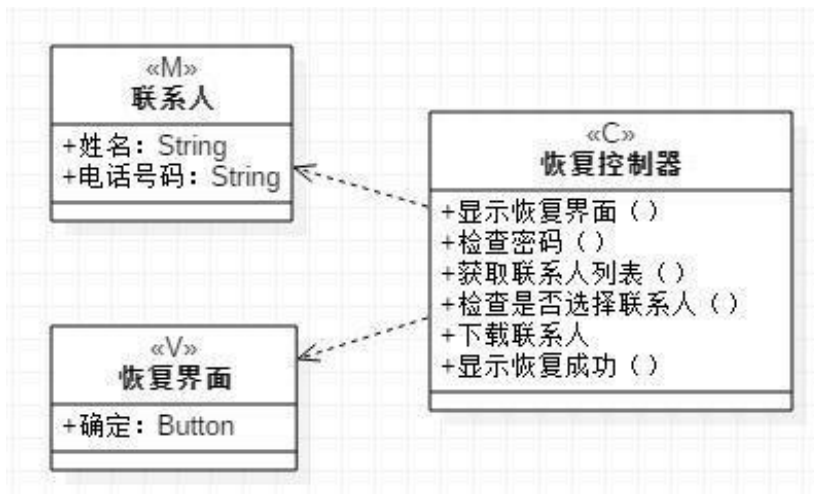 «M»
联系人
+姓名：String
+电话号码：String
«C»
恢复控制器
+显示恢复界面（）
+检查密码（）
+获取联系人列表（）
+检查是否选择联系人（）
+下载联系人
+显示恢复成功（）
«V»
恢复界面
+确定：Button